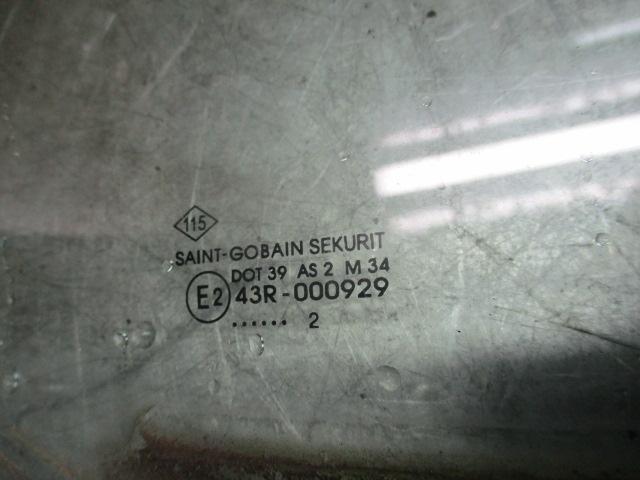 115
SAINT-GOBAIN SEKURIT
DOT 39 AS 2 M 34
E2 43R-000929
...... 2